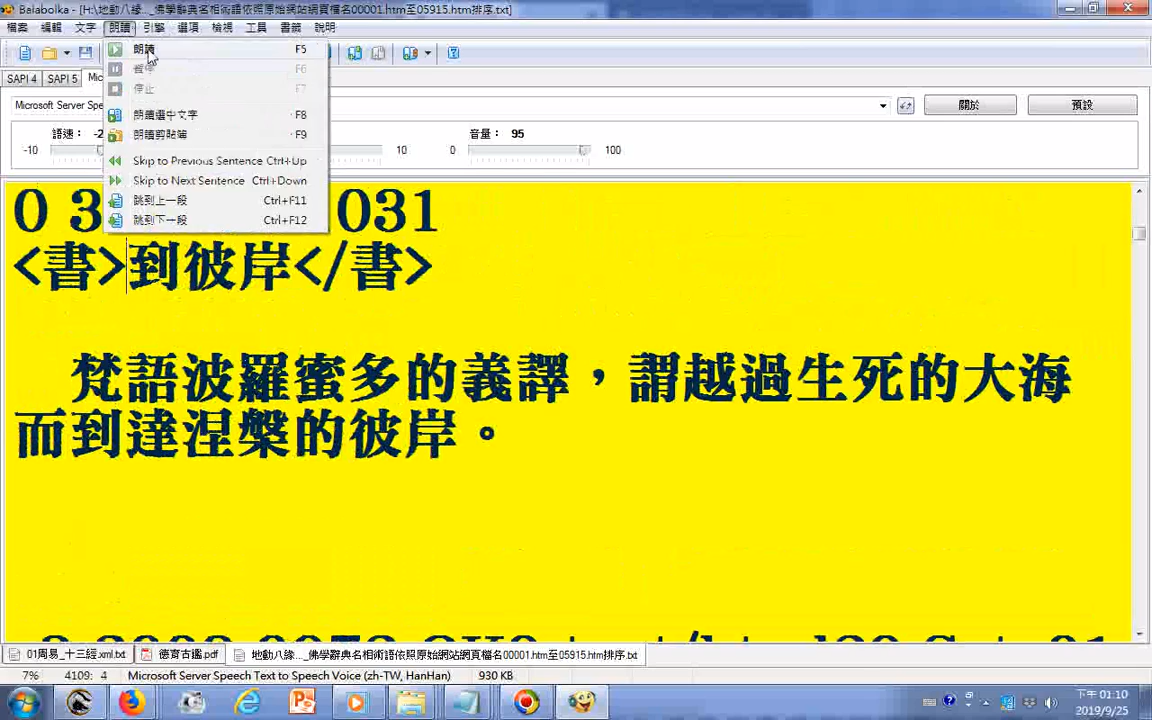 Balabolka - [H:\地動八緣..._佛學辭典名相術語依照原始網站網頁檔名00001.htm至05915.htm排序.txt]
檔案 編輯 文字 朗讀 引擎 選項 檢視 工具 書籤 說明
朗讀 F5
暫停 F6
停止 F7
朗讀選中文字 F8
朗讀剪貼簿 F9
Skip to Previous Sentence Ctrl+Up
Skip to Next Sentence Ctrl+Down
跳到上一段 Ctrl+F11
跳到下一段 Ctrl+F12
SAPI 4 SAPI 5 Mic
Microsoft Server Spe 關於 預設
語速： -2 音量： 95
-10 10 0 100
0 3 031
<書>到彼岸</書>
梵語波羅蜜多的義譯，謂越過生死的大海
而到達涅槃的彼岸。
01周易_十三經.xml.txt 德育古鑑.pdf 地動八緣..._佛學辭典名相術語依照原始網站網頁檔名00001.htm至05915.htm排序.txt
7% 4109: 4 Microsoft Server Speech Text to Speech Voice (zh-TW, HanHan) 930 KB
下午 01:10
2019/9/25